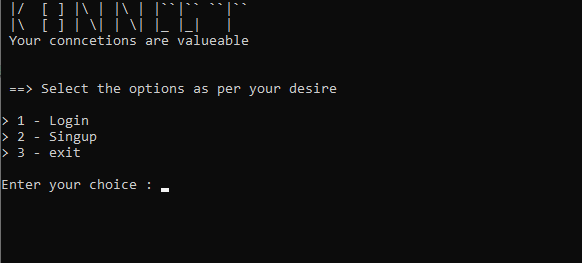 |/  [ ] |\ | |\ | |``|`` ``|``
|\  [ ] | \| | \| |_ |_|   |
Your conncetions are valueable
==> Select the options as per your desire
> 1 - Login
> 2 - Singup
> 3 - exit
Enter your choice :